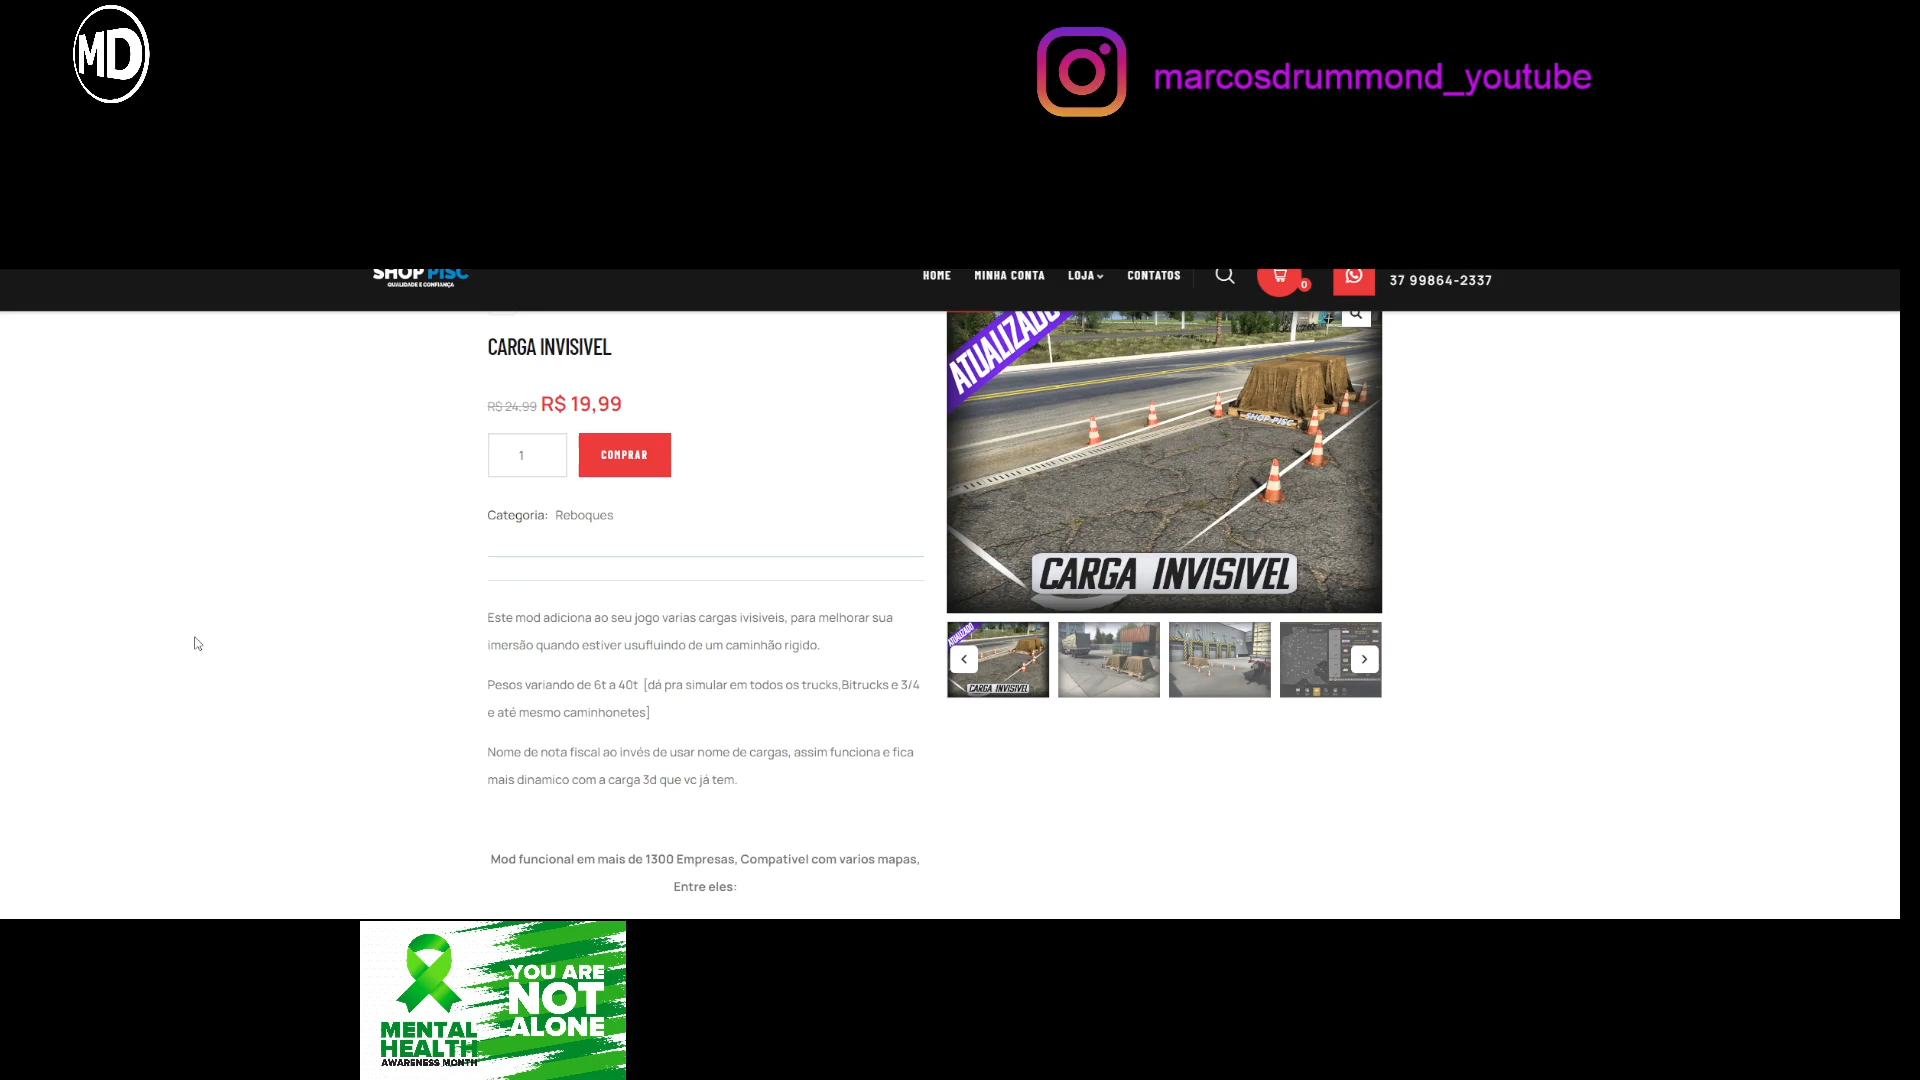 MD
marcosdrummond_youtube
SHOP PISC
QUALIDADE E CONFIANÇA
HOME MINHA CONTA LOJA CONTATOS 0 37 99864-2337
CARGA INVISIVEL
R$ 24,99 R$ 19,99
1 COMPRAR
Categoria: Reboques
Este mod adiciona ao seu jogo varias cargas ivisiveis, para melhorar sua
imersão quando estiver usufluindo de um caminhão rigido.
Pesos variando de 6t a 40t [dá pra simular em todos os trucks,Bitrucks e 3/4
e até mesmo caminhonetes]
Nome de nota fiscal ao invés de usar nome de cargas, assim funciona e fica
mais dinamico com a carga 3d que vc já tem.
Mod funcional em mais de 1300 Empresas, Compativel com varios mapas,
Entre eles:
ATUALIZADO
SHOP PISC
CARGA INVISIVEL
ATUALIZADO
CARGA INVISIVEL
MENTAL
HEALTH
AWARENESS MONTH
YOU ARE
NOT
ALONE